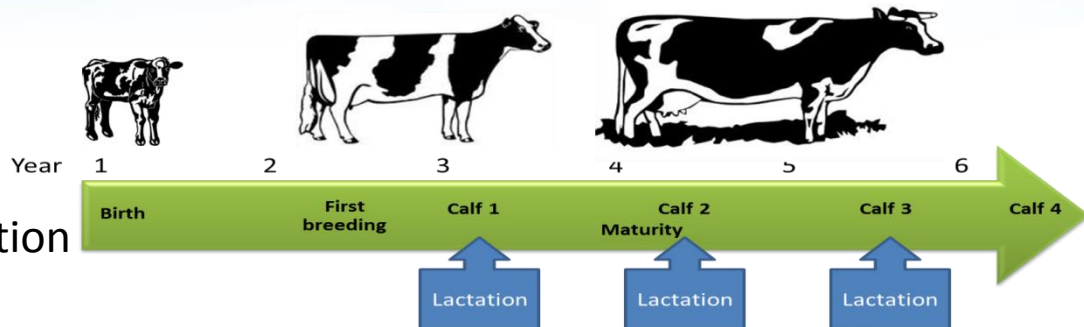 Year 1 2 3 4 5 6
Birth
First
breeding
Calf 1
Calf 2
Maturity
Calf 3
Calf 4
tion
Lactation
Lactation
Lactation